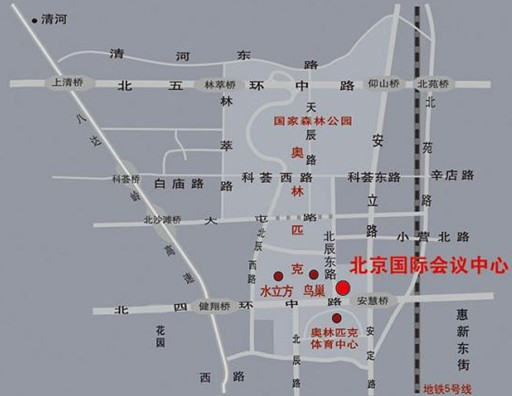 清河
清河东路
上清桥
北五环中路
林萃桥
仰山桥
北苑桥
林萃路
天辰路
国家森林公园
北苑路
八达岭高速
奥林匹克
安立路
科荟桥
白庙路
科荟西路
科荟东路
辛店路
北沙滩桥
大屯路
北辰西路
北辰东路
小营北路
北京国际会议中心
水立方
鸟巢
北四环中路
健翔桥
安慧桥
花园
奥林匹克
体育中心
惠新东街
北辰路
安定路
西路
地铁5号线